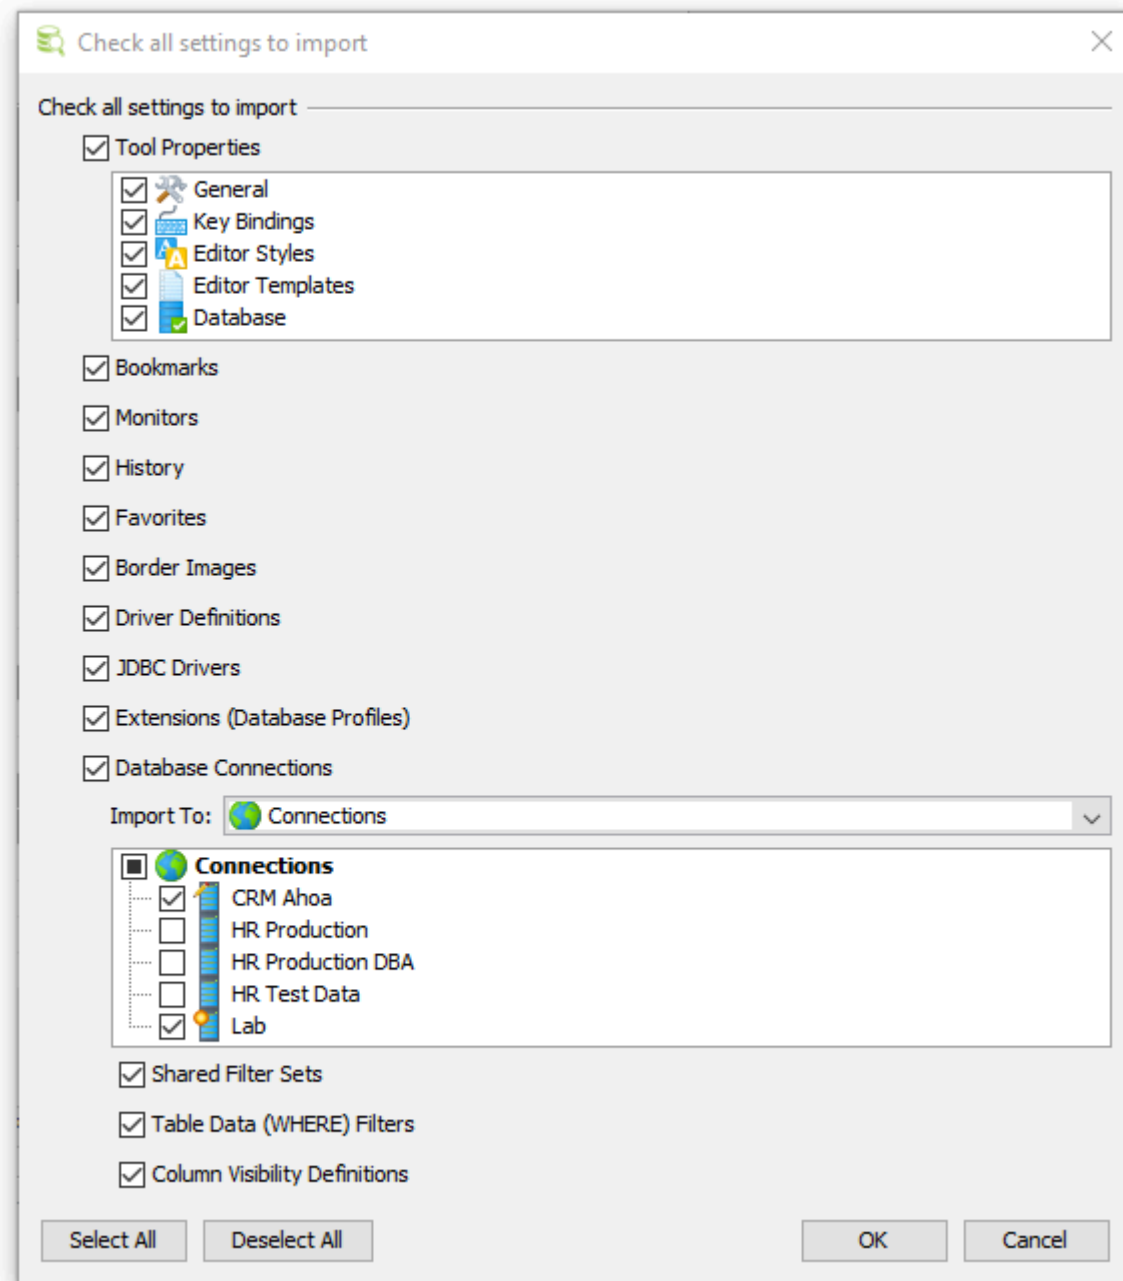 Check all settings to import
Check all settings to import
Tool Properties
General
Key Bindings
Editor Styles
Editor Templates
Database
Bookmarks
Monitors
History
Favorites
Border Images
Driver Definitions
JDBC Drivers
Extensions (Database Profiles)
Database Connections
Import To: Connections
Connections
CRM Ahoa
HR Production
HR Production DBA
HR Test Data
Lab
Shared Filter Sets
Table Data (WHERE) Filters
Column Visibility Definitions
Select All Deselect All OK Cancel